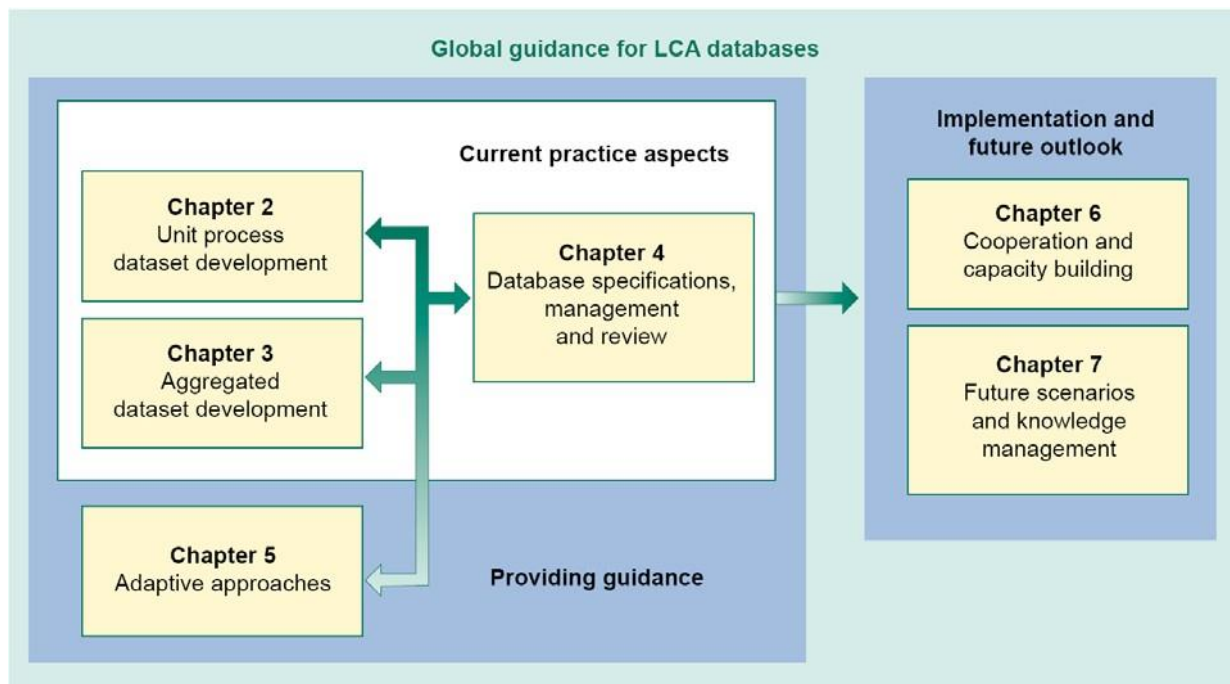 Global guidance for LCA databases
Current practice aspects
Chapter 2
Unit process
dataset development
Chapter 3
Aggregated
dataset development
Chapter 4
Database specifications,
management
and review
Chapter 5
Adaptive approaches
Providing guidance
Implementation and
future outlook
Chapter 6
Cooperation and
capacity building
Chapter 7
Future scenarios
and knowledge
management